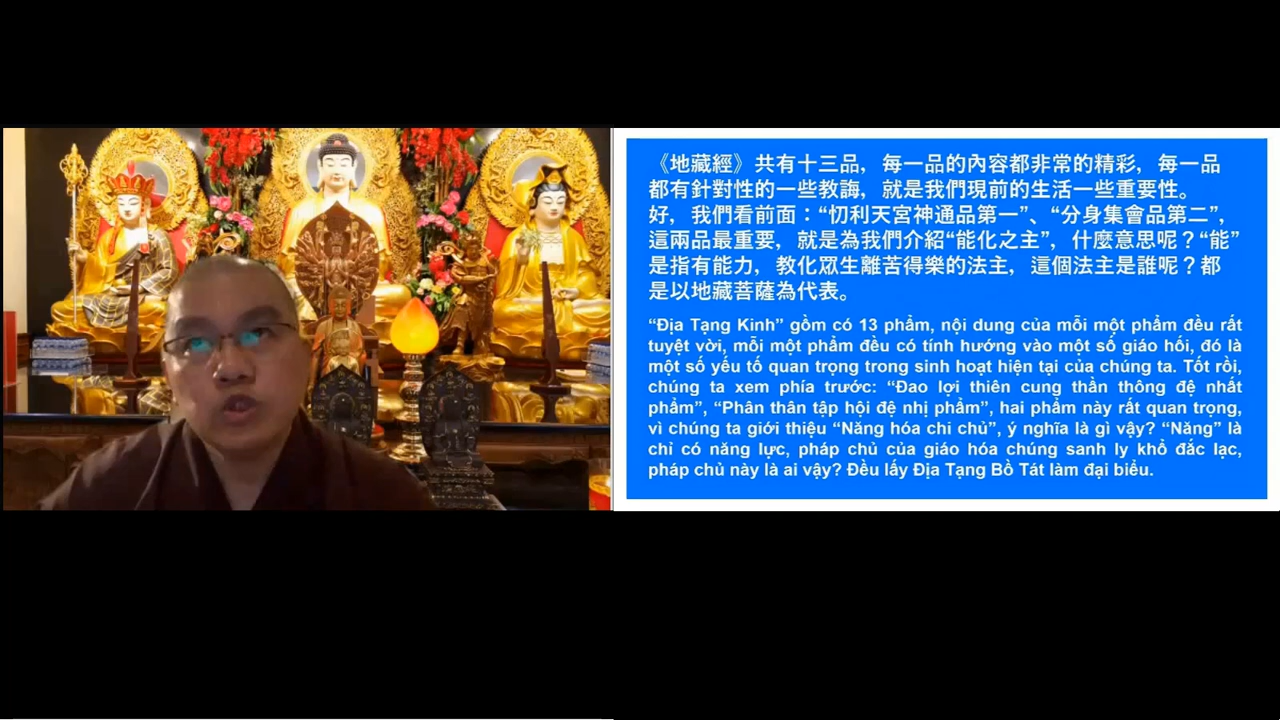 《地藏經》共有十三品，每一品的內容都非常的精彩，每一品
都有針對性的一些教誨，就是我們現前的生活一些重要性。
好，我們看前面：“忉利天宮神通品第一”、“分身集會品第二”，
這兩品最重要，就是為我們介紹“能化之主”，什麼意思呢？“能”
是指有能力，教化眾生離苦得樂的法主，這個法主是誰呢？都
是以地藏菩薩為代表。
“Địa Tạng Kinh” gồm có 13 phẩm, nội dung của mỗi một phẩm đều rất
tuyệt vời, mỗi một phẩm đều có tính hướng vào một số giáo hối, đó là
một số yếu tố quan trọng trong sinh hoạt hiện tại của chúng ta. Tốt rồi,
chúng ta xem phía trước: “Đao lợi thiên cung thần thông đệ nhất
phẩm”, “Phân thân tập hội đệ nhị phẩm”, hai phẩm này rất quan trọng,
vì chúng ta giới thiệu “Năng hóa chi chủ”, ý nghĩa là gì vậy? “Năng” là
chỉ có năng lực, pháp chủ của giáo hóa chúng sanh ly khổ đắc lạc,
pháp chủ này là ai vậy? Đều lấy Địa Tạng Bồ Tát làm đại biểu.